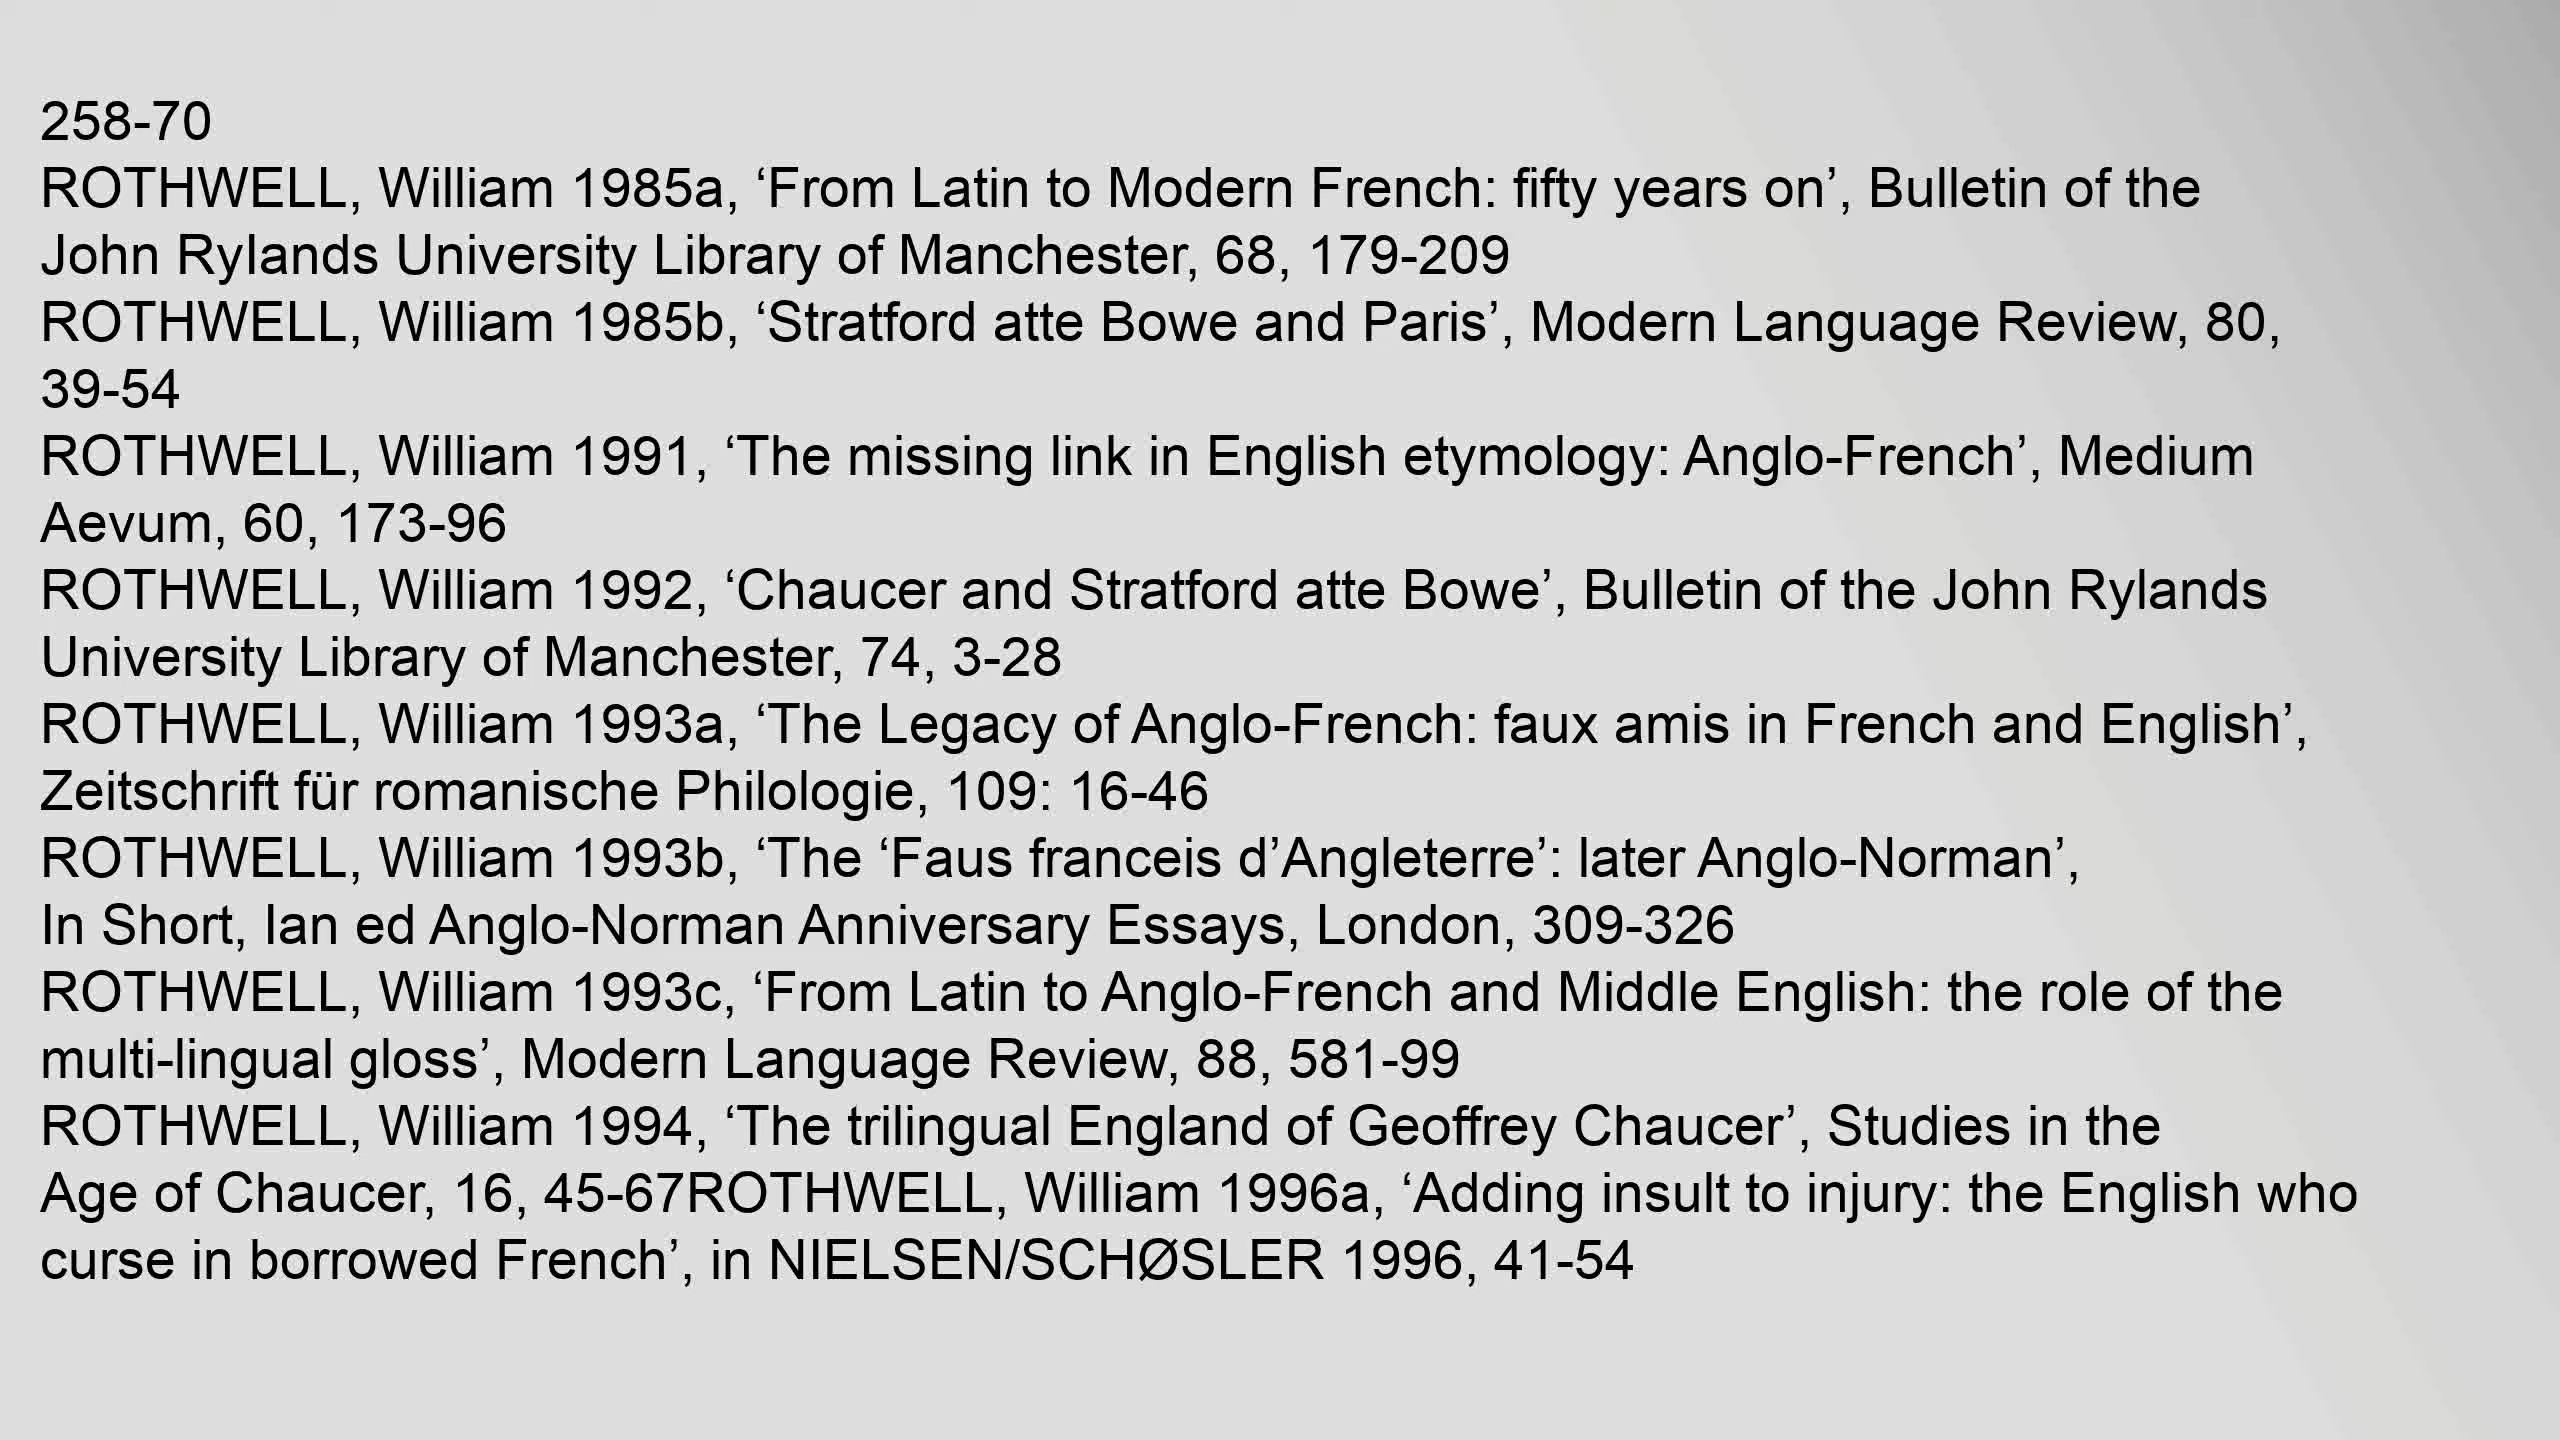 258-70
ROTHWELL, William 1985a, ‘From Latin to Modern French: fifty years on’, Bulletin of the
John Rylands University Library of Manchester, 68, 179-209
ROTHWELL, William 1985b, ‘Stratford atte Bowe and Paris’, Modern Language Review, 80,
39-54
ROTHWELL, William 1991, ‘The missing link in English etymology: Anglo-French’, Medium
Aevum, 60, 173-96
ROTHWELL, William 1992, ‘Chaucer and Stratford atte Bowe’, Bulletin of the John Rylands
University Library of Manchester, 74, 3-28
ROTHWELL, William 1993a, ‘The Legacy of Anglo-French: faux amis in French and English’,
Zeitschrift für romanische Philologie, 109: 16-46
ROTHWELL, William 1993b, ‘The ‘Faus franceis d’Angleterre’: later Anglo-Norman’,
In Short, Ian ed Anglo-Norman Anniversary Essays, London, 309-326
ROTHWELL, William 1993c, ‘From Latin to Anglo-French and Middle English: the role of the
multi-lingual gloss’, Modern Language Review, 88, 581-99
ROTHWELL, William 1994, ‘The trilingual England of Geoffrey Chaucer’, Studies in the
Age of Chaucer, 16, 45-67ROTHWELL, William 1996a, ‘Adding insult to injury: the English who
curse in borrowed French’, in NIELSEN/SCHØSLER 1996, 41-54